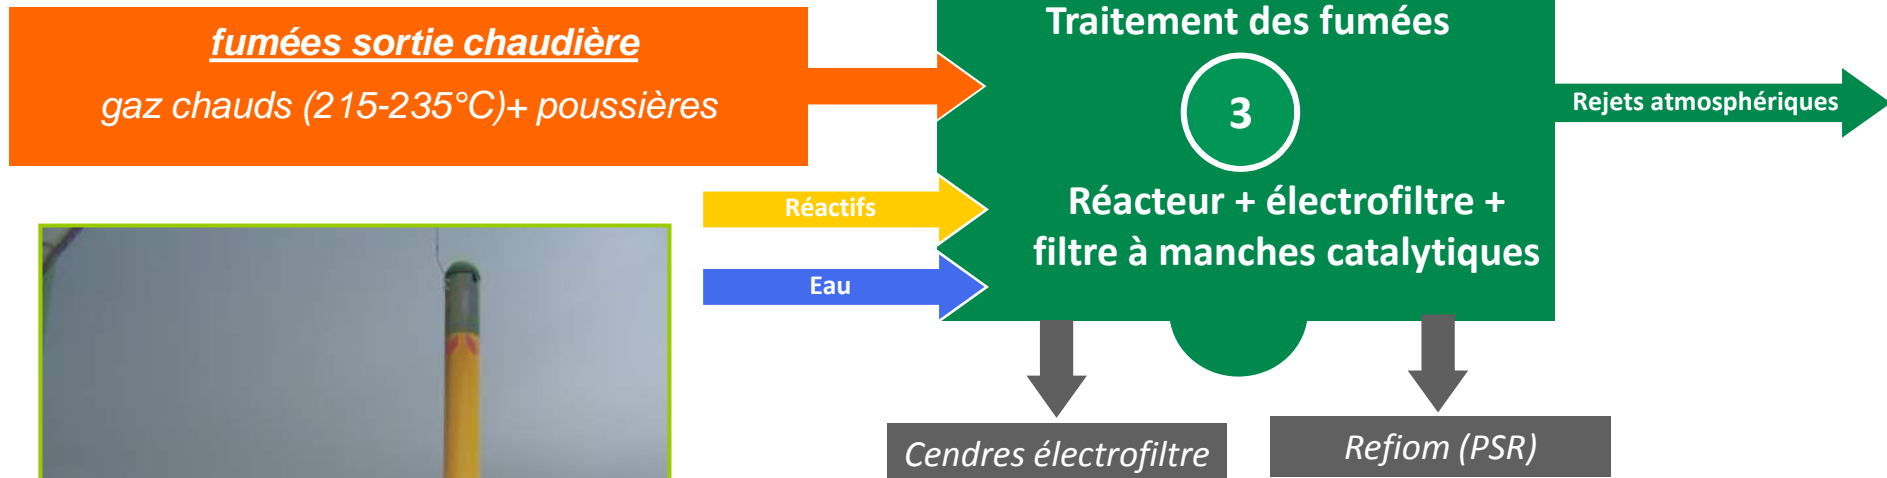 fumées sortie chaudière
gaz chauds (215-235°C)+ poussières
Traitement des fumées
3
Réacteur + électrofiltre +
filtre à manches catalytiques
Rejets atmosphériques
Réactifs
Eau
Cendres électrofiltre
Refiom (PSR)